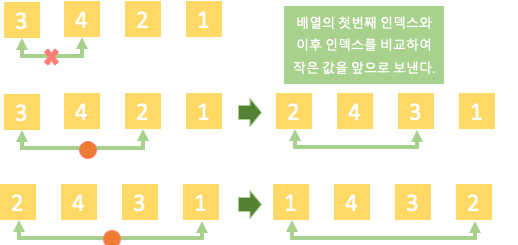 3 4 2 1
배열의 첫번째 인덱스와
이후 인덱스를 비교하여
작은 값을 앞으로 보낸다.
3 4 2 1 2 4 3 1
2 4 3 1 1 4 3 2